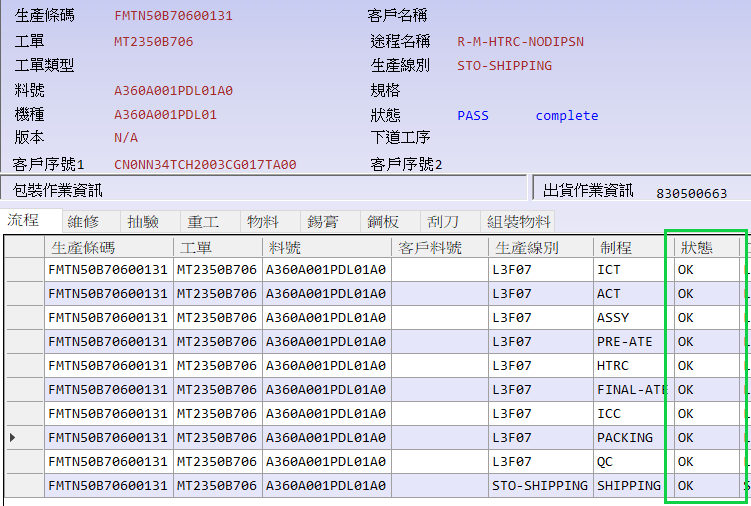 生產條碼 FMTN50B70600131 客戶名稱
工單 MT2350B706 途程名稱 R-M-HTRC-NODIPSN
工單類型 生產線別 STO-SHIPPING
料號 A360A001PDL01A0 規格
機種 A360A001PDL01 狀態 PASS complete
版本 N/A 下道工序
客戶序號1 CN0NN34TCH2003CG017TA00 客戶序號2
包裝作業資訊 出貨作業資訊 830500663
流程 維修 抽驗 重工 物料 錫膏 鋼板 刮刀 組裝物料
生產條碼 工單 料號 客戶料號 生產線別 制程 狀態
FMTN50B70600131 MT2350B706 A360A001PDL01A0 L3F07 ICT OK
FMTN50B70600131 MT2350B706 A360A001PDL01A0 L3F07 ACT OK
FMTN50B70600131 MT2350B706 A360A001PDL01A0 L3F07 ASSY OK
FMTN50B70600131 MT2350B706 A360A001PDL01A0 L3F07 PRE-ATE OK
FMTN50B70600131 MT2350B706 A360A001PDL01A0 L3F07 HTRC OK
FMTN50B70600131 MT2350B706 A360A001PDL01A0 L3F07 FINAL-ATE OK
FMTN50B70600131 MT2350B706 A360A001PDL01A0 L3F07 ICC OK
FMTN50B70600131 MT2350B706 A360A001PDL01A0 L3F07 PACKING OK
FMTN50B70600131 MT2350B706 A360A001PDL01A0 L3F07 QC OK
FMTN50B70600131 MT2350B706 A360A001PDL01A0 STO-SHIPPING SHIPPING OK